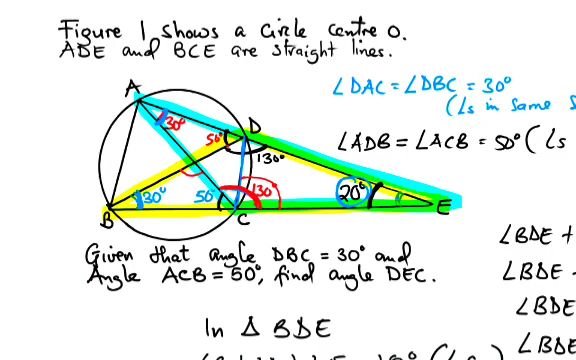 Figure 1 shows a circle centre O.
ADE and BCE are straight lines.
∠DAC = ∠DBC = 30°
(∠s in same s
∠ADB = ∠ACB = 50° (∠s
A
30°
50°
D
130°
30°
50°
130°
20°
B
C
E
Given that angle DBC = 30° and
Angle ACB = 50°, find angle DEC.
In Δ BDE
∠BDE +
∠BDE -
∠BDE
∠BDE